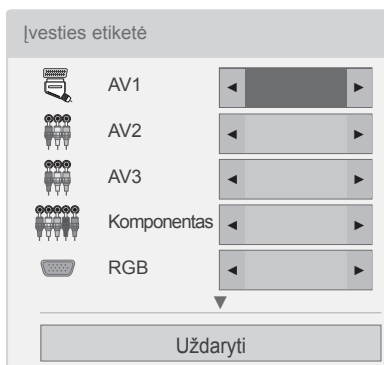 Įvesties etiketė
AV1
AV2
AV3
Komponentas
RGB
Uždaryti